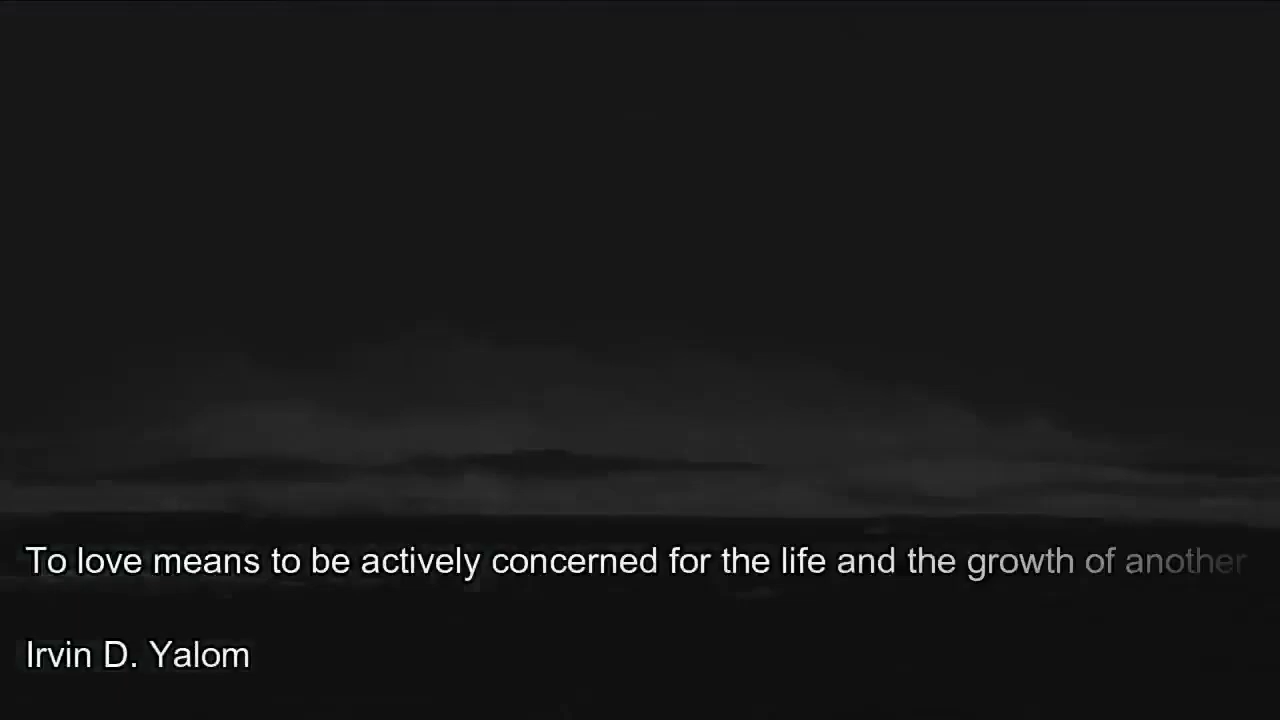 To love means to be actively concerned for the life and the growth of another
Irvin D. Yalom